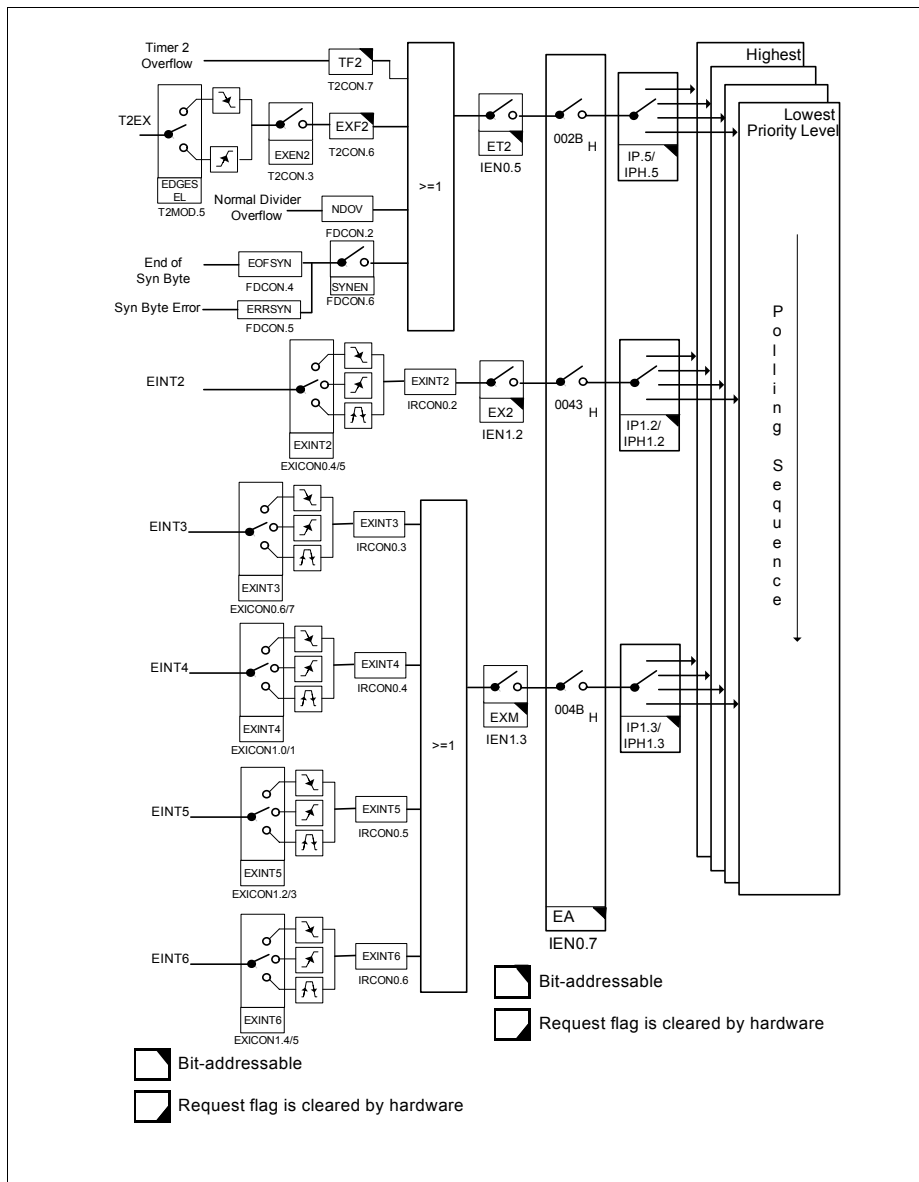 Timer 2
Overflow
TF2
T2CON.7
Highest
Lowest
Priority Level
T2EX
EXEN2
T2CON.3
EXF2
T2CON.6
EDGES
EL
T2MOD.5
>=1
ET2
IEN0.5
002B H
IP.5/
IPH.5
Normal Divider
Overflow
NDOV
FDCON.2
End of
Syn Byte
EOFSYN
FDCON.4
SYNEN
FDCON.6
Syn Byte Error
ERRSYN
FDCON.5
Polling Sequence
EINT2
EXINT2
EXICON0.4/5
EXINT2
IRCON0.2
EX2
IEN1.2
0043 H
IP1.2/
IPH1.2
EINT3
EXINT3
EXICON0.6/7
EXINT3
IRCON0.3
EINT4
EXINT4
EXICON1.0/1
EXINT4
IRCON0.4
>=1
EXM
IEN1.3
004B H
IP1.3/
IPH1.3
EINT5
EXINT5
EXICON1.2/3
EXINT5
IRCON0.5
EINT6
EXINT6
EXICON1.4/5
EXINT6
IRCON0.6
EA
IEN0.7
Bit-addressable
Request flag is cleared by hardware
Bit-addressable
Request flag is cleared by hardware